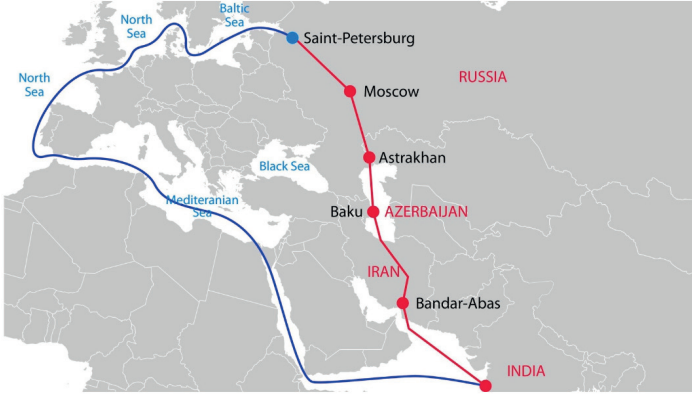 Baltic
Sea
North
Sea
Saint-Petersburg
North
Sea
RUSSIA
Moscow
Astrakhan
Black Sea
Mediteranian
Sea
Baku
AZERBAIJAN
IRAN
Bandar-Abas
INDIA